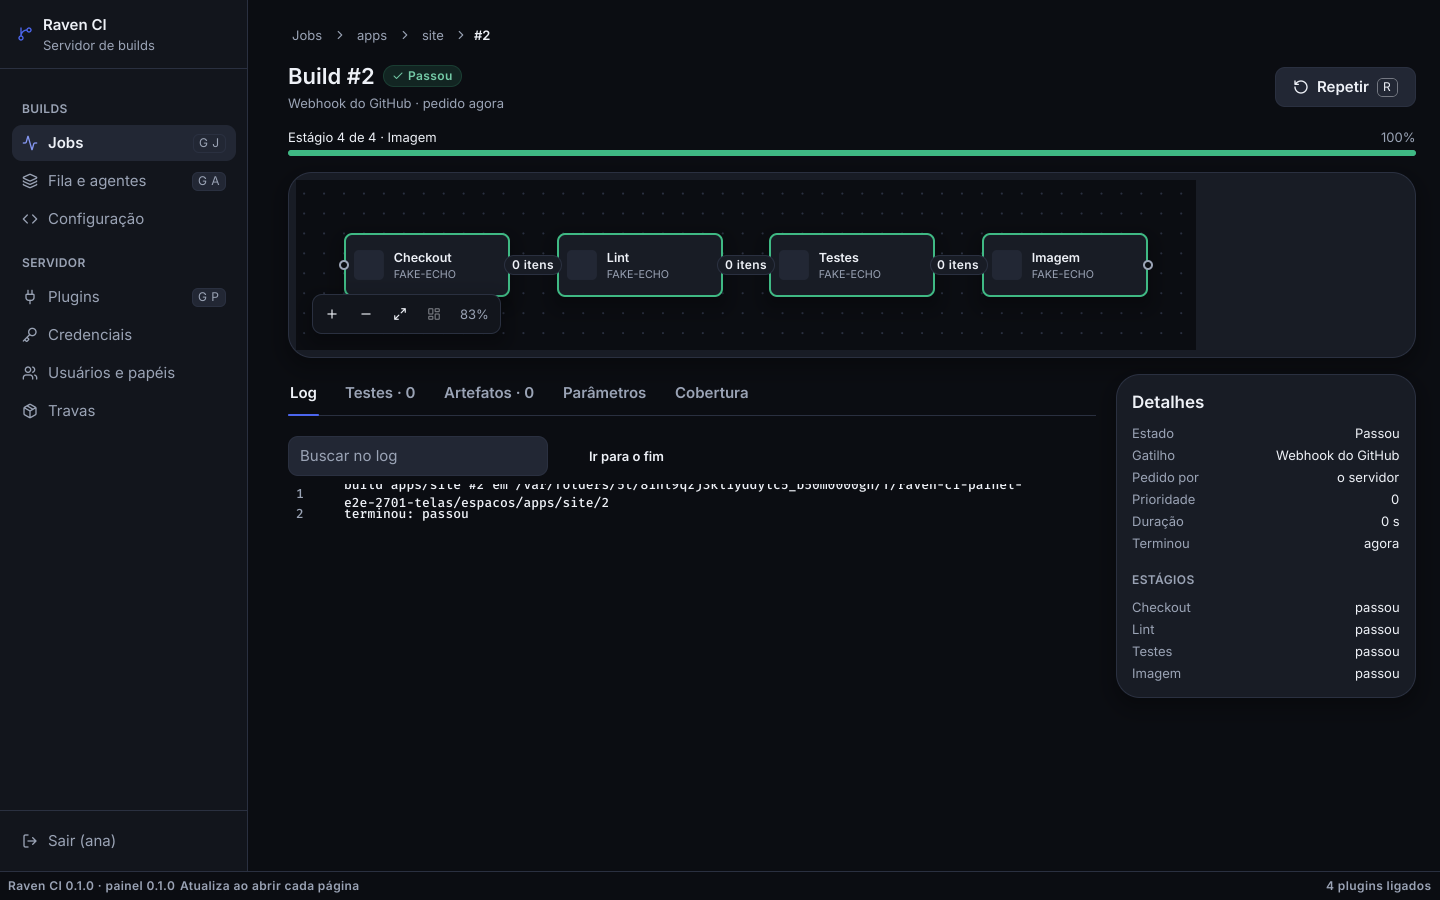 Raven CI
Servidor de builds
BUILDS
Jobs G J
Fila e agentes G A
Configuração
SERVIDOR
Plugins G P
Credenciais
Usuários e papéis
Travas
Sair (ana)
Jobs > apps > site > #2
Build #2 Passou
Webhook do GitHub · pedido agora
Repetir R
Estágio 4 de 4 · Imagem 100%
Checkout
FAKE-ECHO
0 itens
Lint
FAKE-ECHO
0 itens
Testes
FAKE-ECHO
0 itens
Imagem
FAKE-ECHO
83%
Log Testes · 0 Artefatos · 0 Parâmetros Cobertura
Buscar no log Ir para o fim
1 build apps/site #2 em
e2e-2701-telas/espacos/apps/site/2
2 terminou: passou
Detalhes
Estado Passou
Gatilho Webhook do GitHub
Pedido por o servidor
Prioridade 0
Duração 0 s
Terminou agora
ESTÁGIOS
Checkout passou
Lint passou
Testes passou
Imagem passou
Raven CI 0.1.0 · painel 0.1.0 Atualiza ao abrir cada página
4 plugins ligados